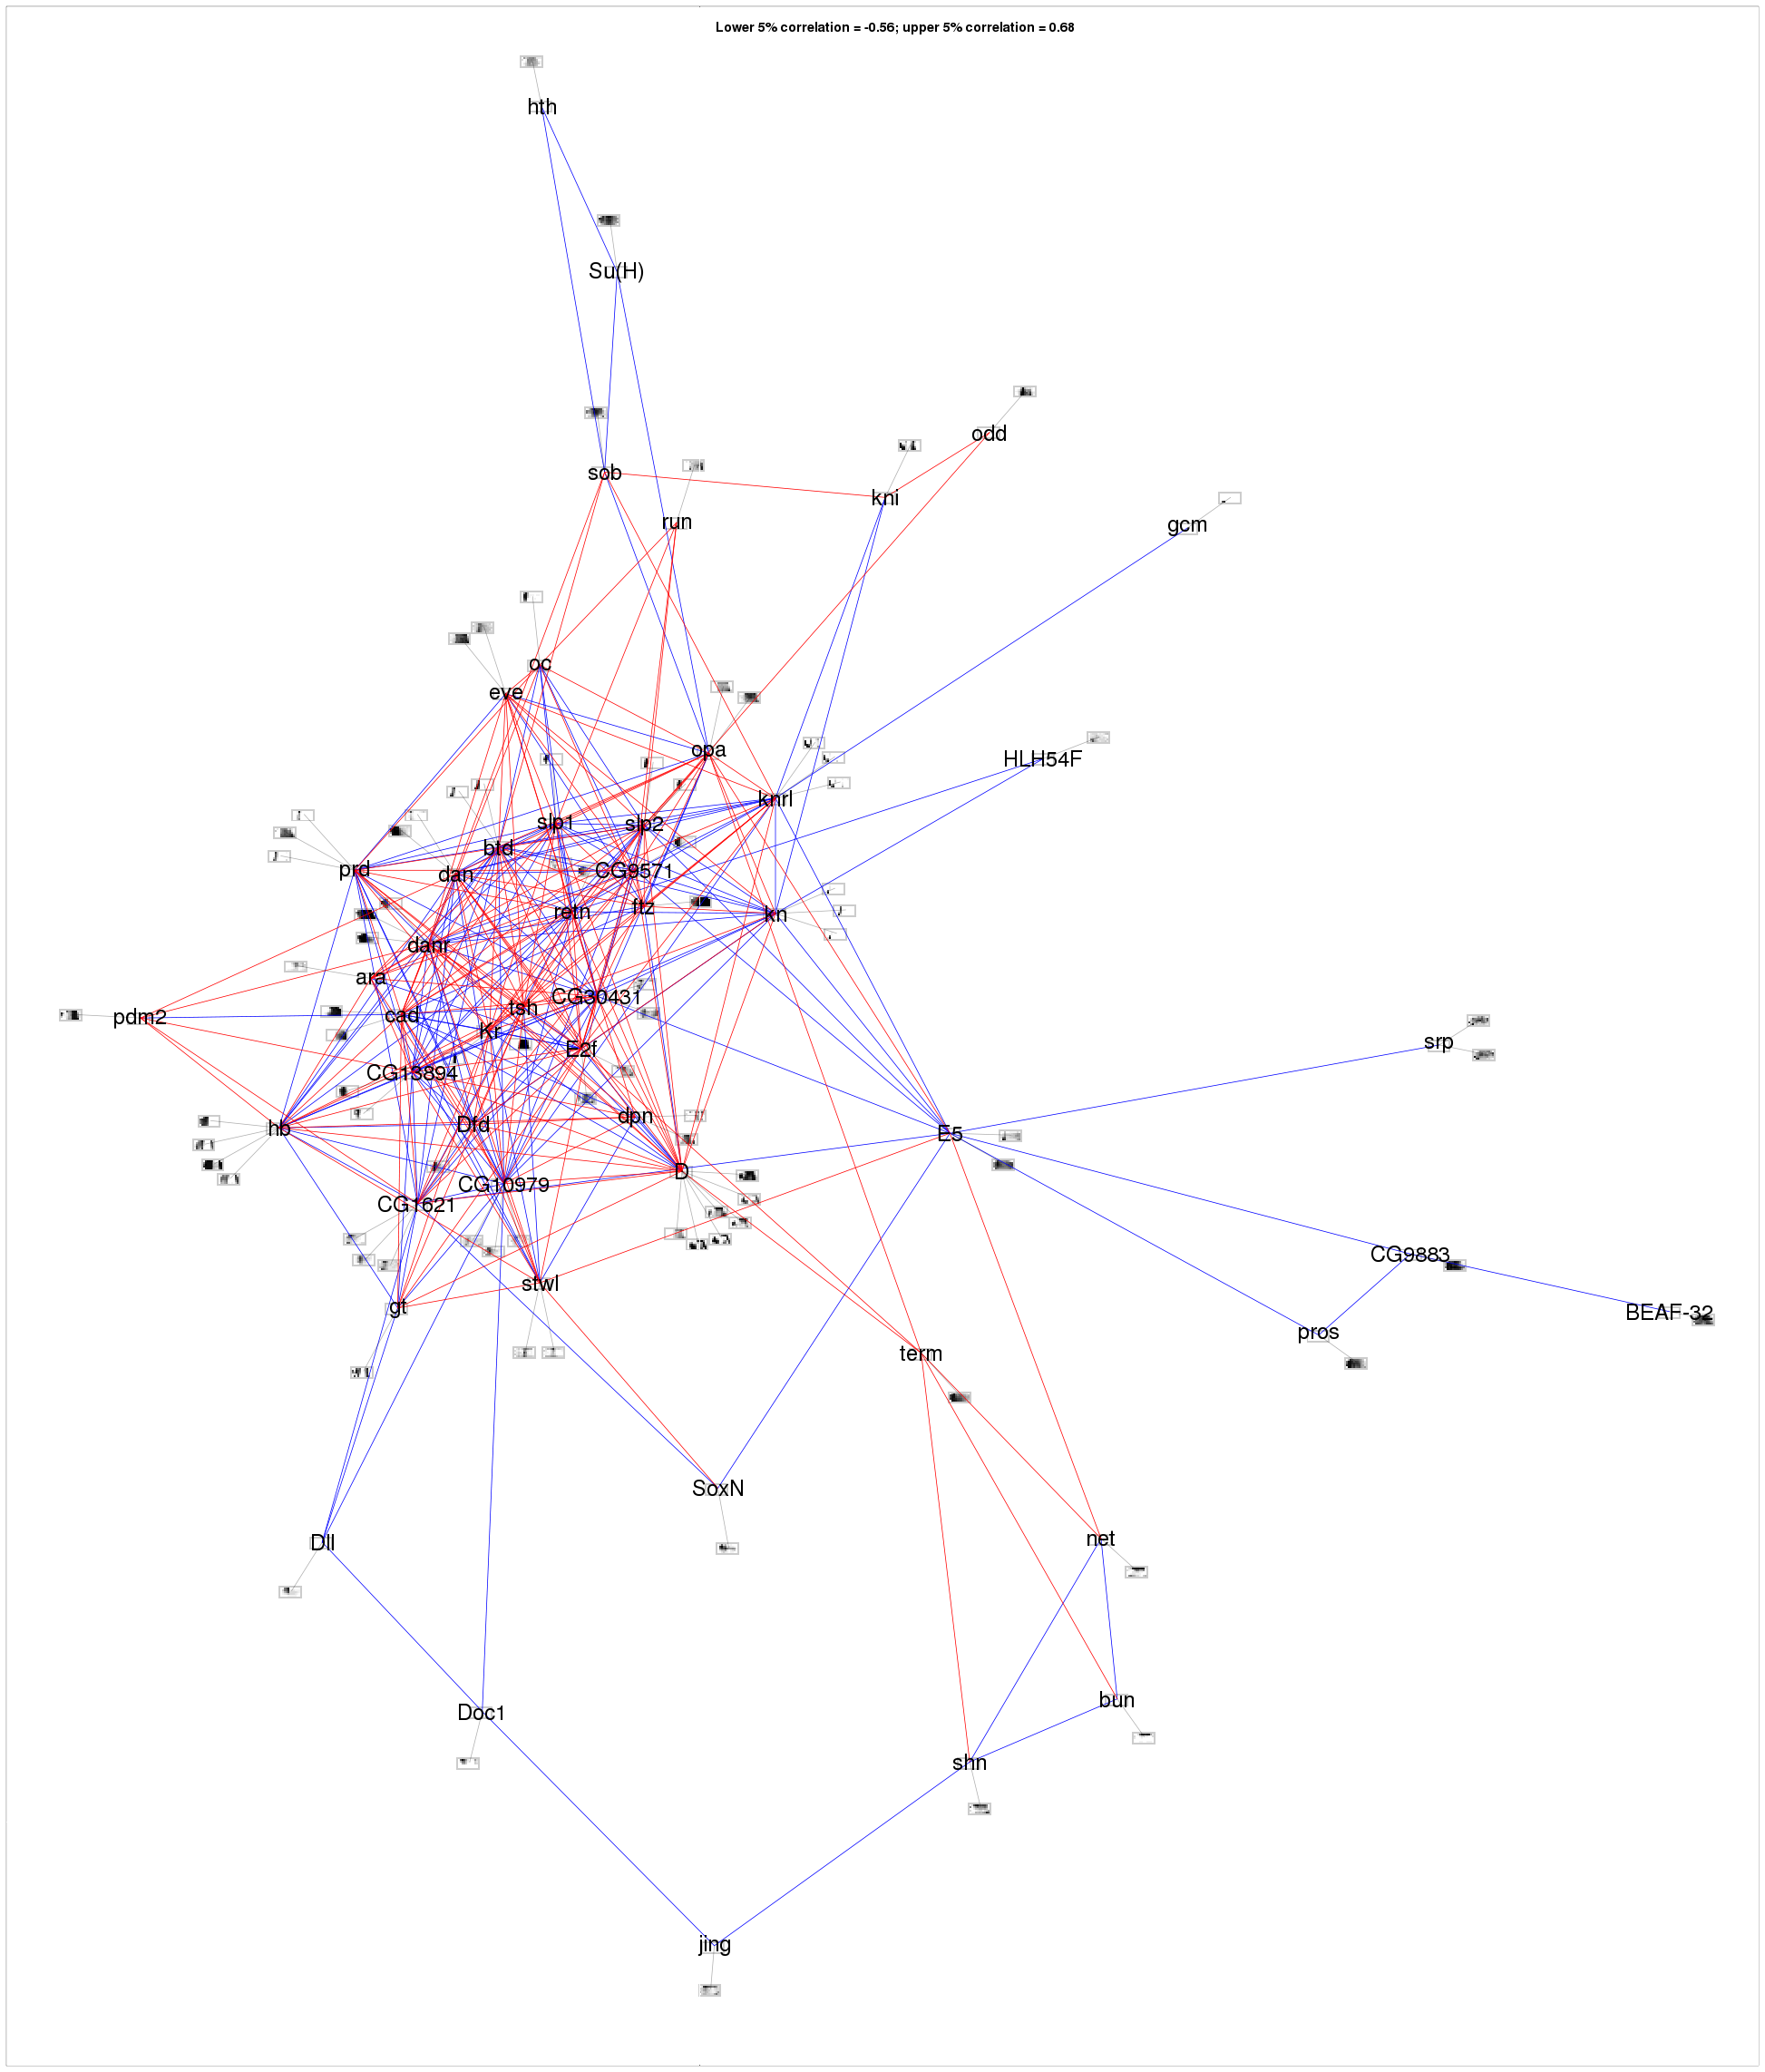 Lower 5% correlation = -0.56; upper 5% correlation = 0.68
hth
Su(H)
odd
sob
kni
run
gcm
oc
eve
opa
HLH54F
knrl
slp1
slp2
btd
prd
dan
CG9571
retn
ftz
kn
danr
ara
CG30431
tsh
cad
pdm2
Kr
E2f
srp
CG13894
dpn
Dfd
hb
E5
D
CG10979
CG1621
CG9883
stwl
gt
BEAF-32
pros
term
SoxN
net
Dll
bun
Doc1
shn
jing